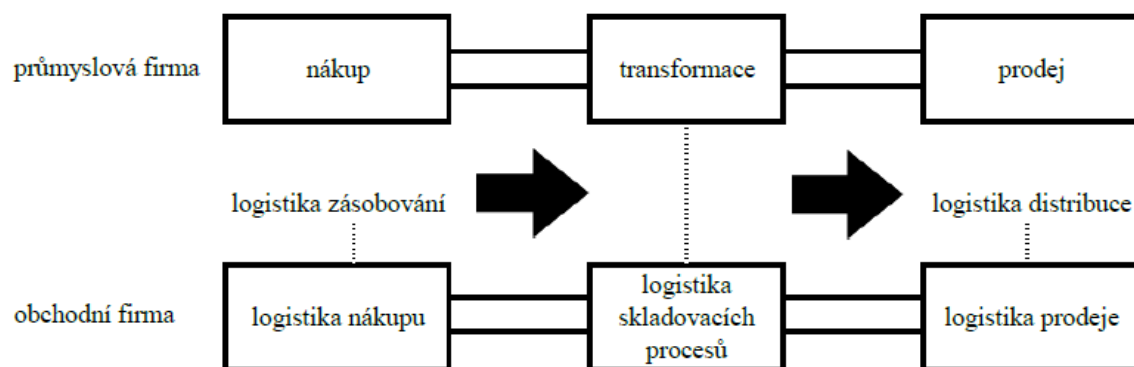 průmyslová firma
nákup
transformace
prodej
logistika zásobování
logistika distribuce
obchodní firma
logistika nákupu
logistika
skladovacích
procesů
logistika prodeje